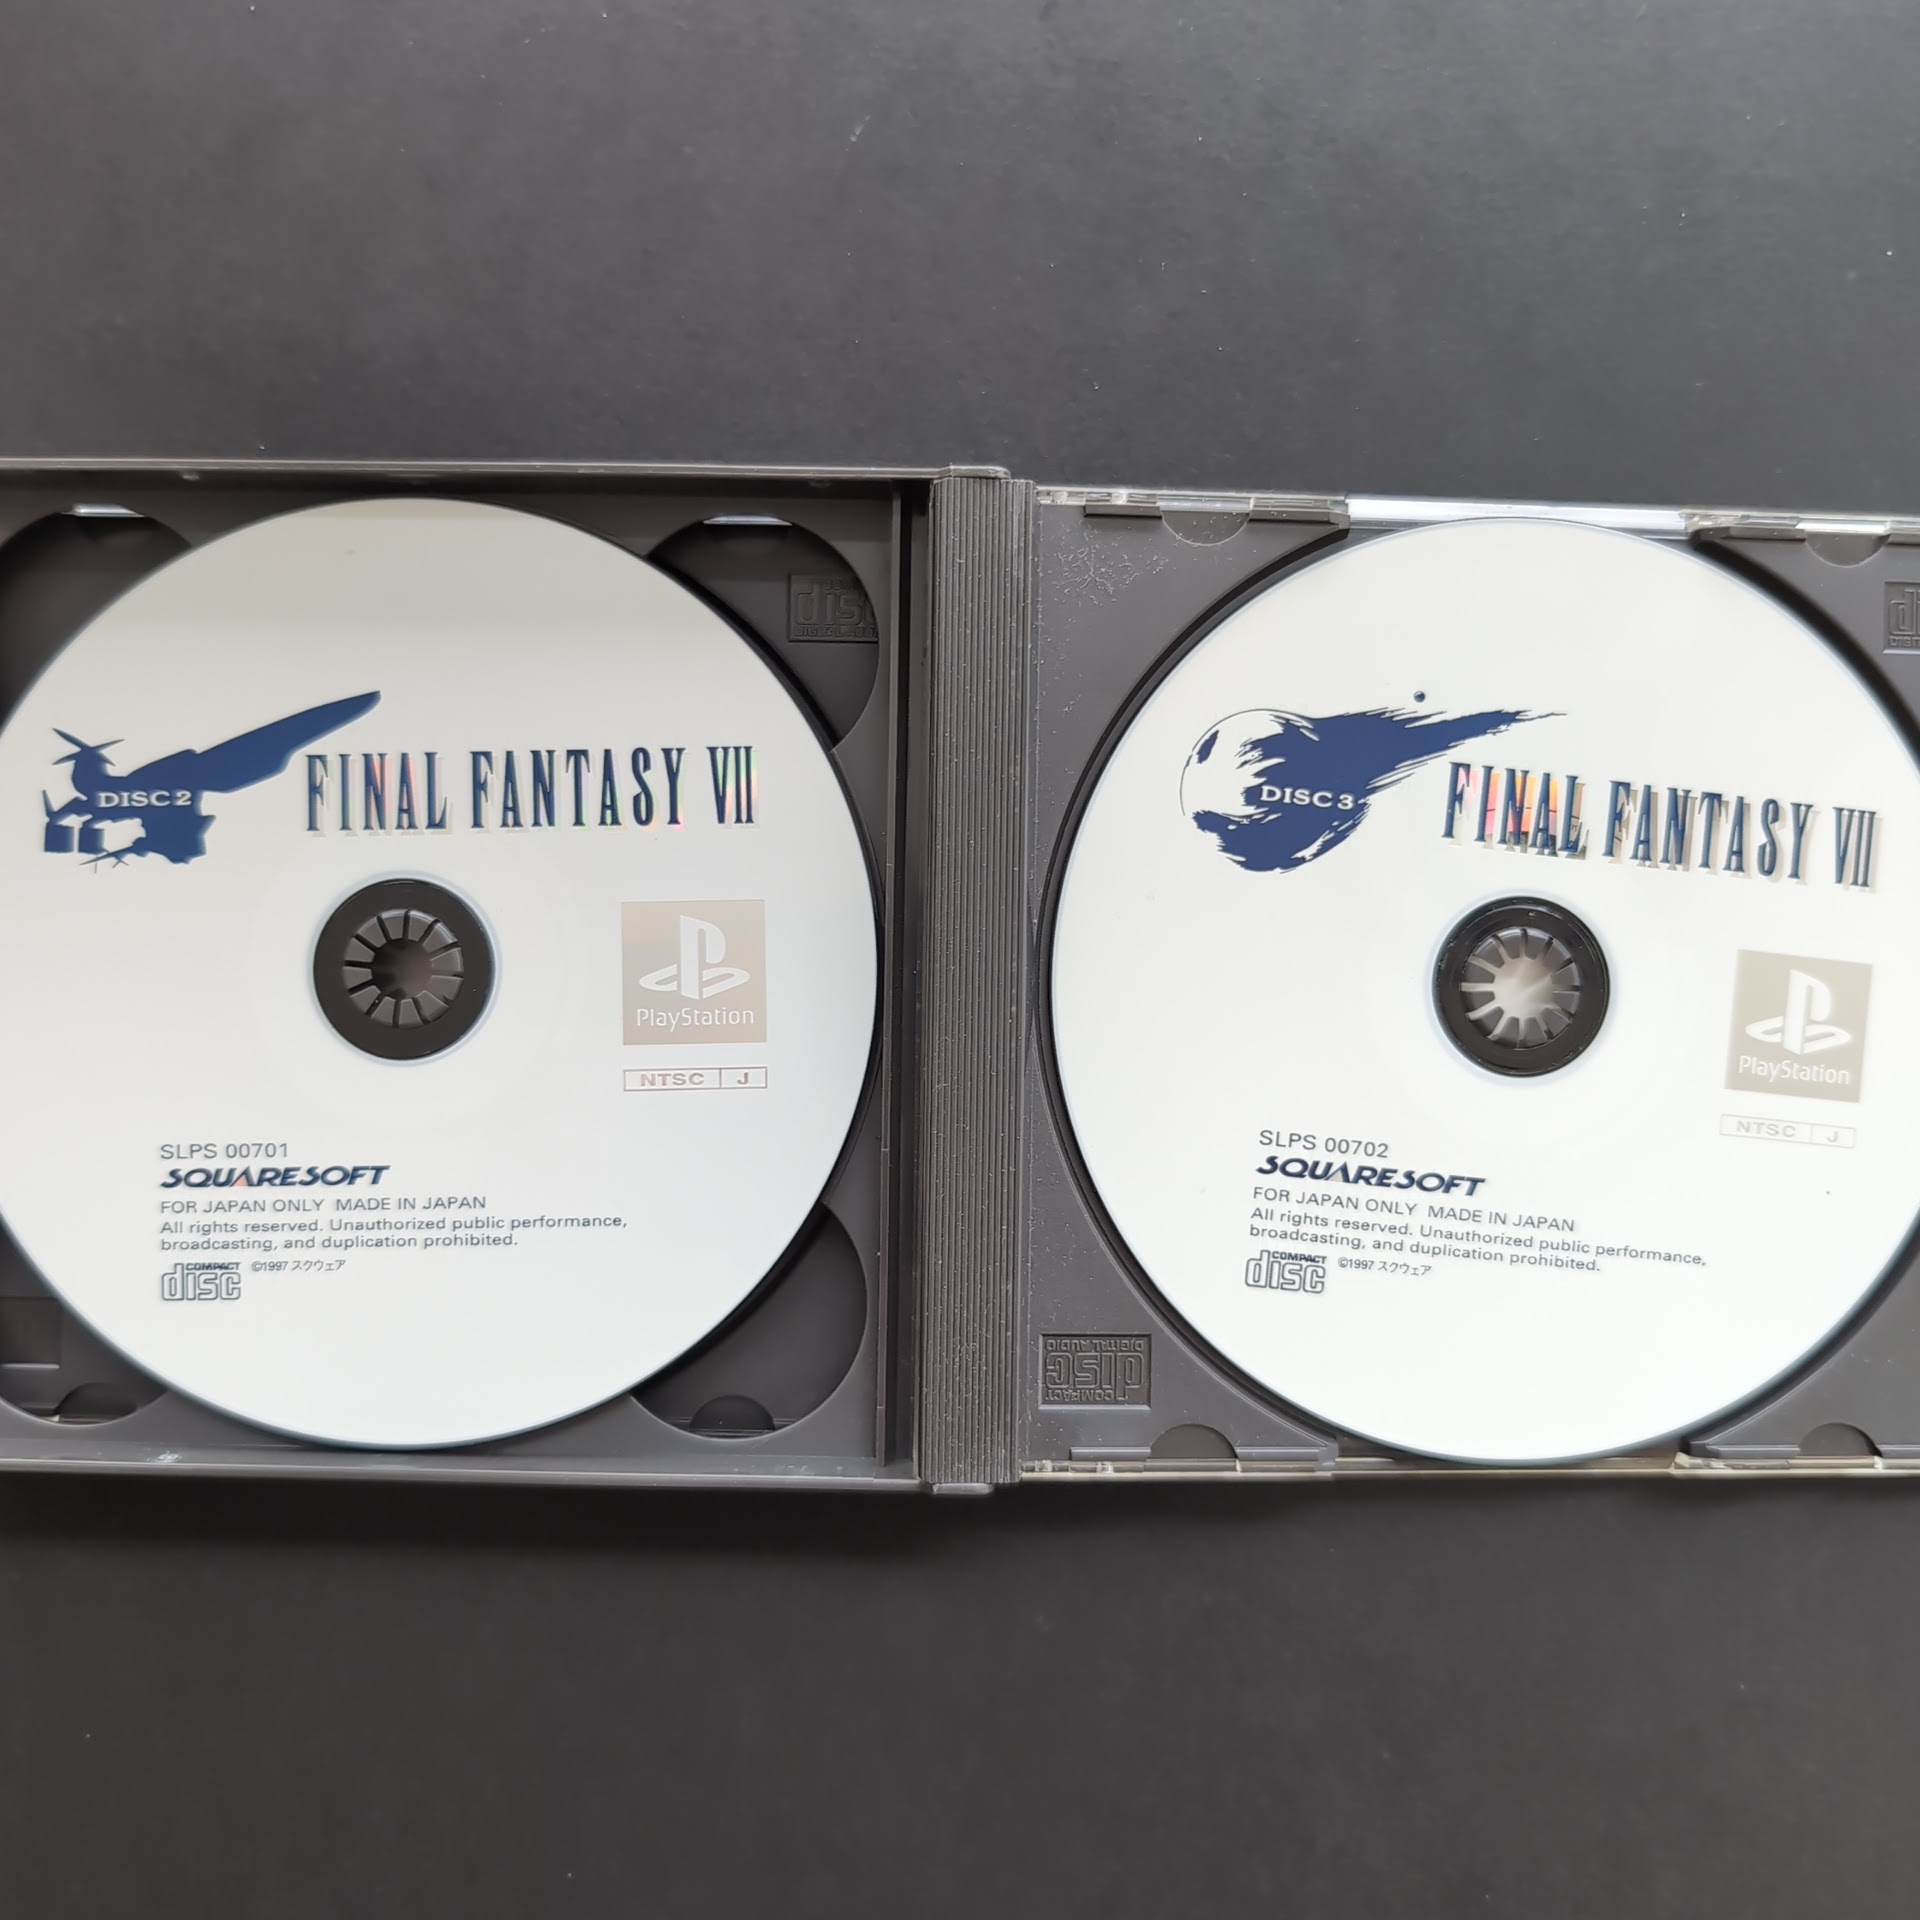 DISC 2
FINAL FANTASY VII
PlayStation
NTSC J
SLPS 00701
SQUARESOFT
FOR JAPAN ONLY MADE IN JAPAN
All rights reserved. Unauthorized public performance,
broadcasting, and duplication prohibited.
COMPACT
disc
©1997 スクウェア
disc
DISC 3
FINAL FANTASY VII
PlayStation
NTSC J
SLPS 00702
SQUARESOFT
FOR JAPAN ONLY MADE IN JAPAN
All rights reserved. Unauthorized public performance,
broadcasting, and duplication prohibited.
COMPACT
disc
©1997 スクウェア
COMPACT
disc
DIGITAL AUDIO